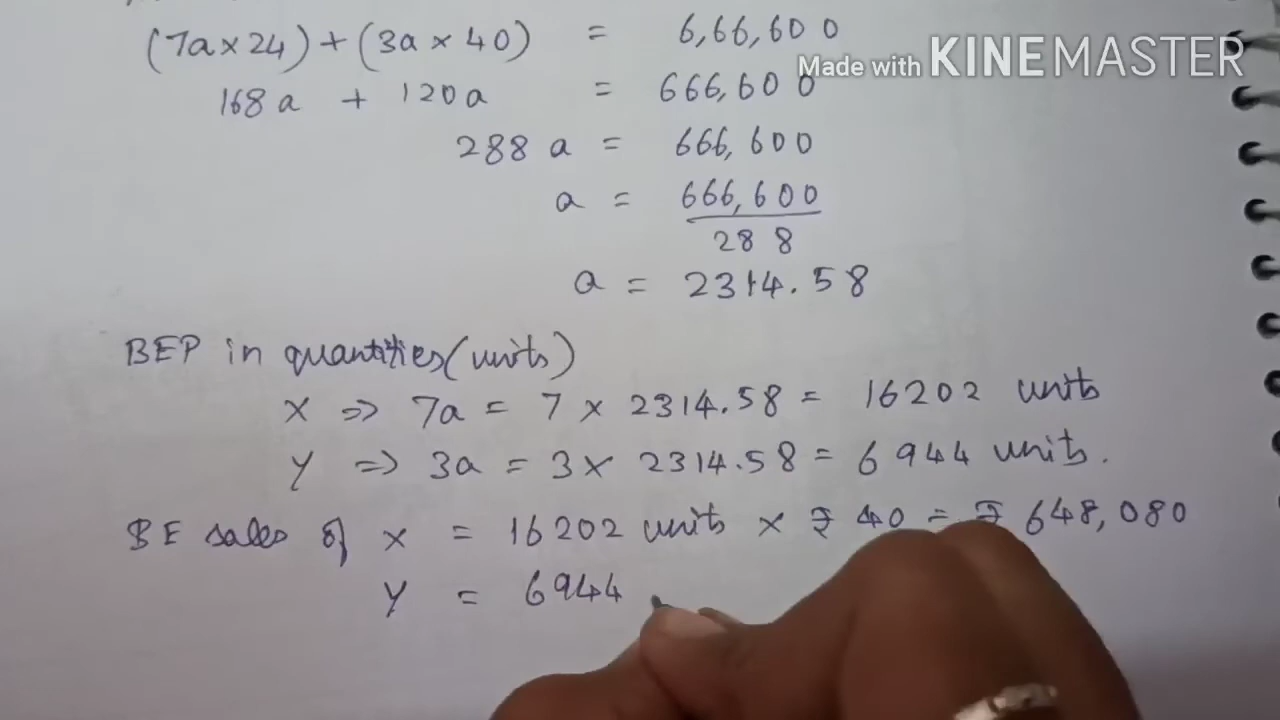 (7a x 24) + (3a x 40) = 6,66,600
Made with KINEMASTER
168a + 120a = 666,600
288 a = 666,600
a = 666,600
288
a = 2314.58
BEP in quantities (units)
X => 7a = 7 x 2314.58 = 16202 units
Y => 3a = 3 x 2314.58 = 6944 units.
BE sales of X = 16202 units x ₹ 40 = ₹ 648,080
Y = 6944